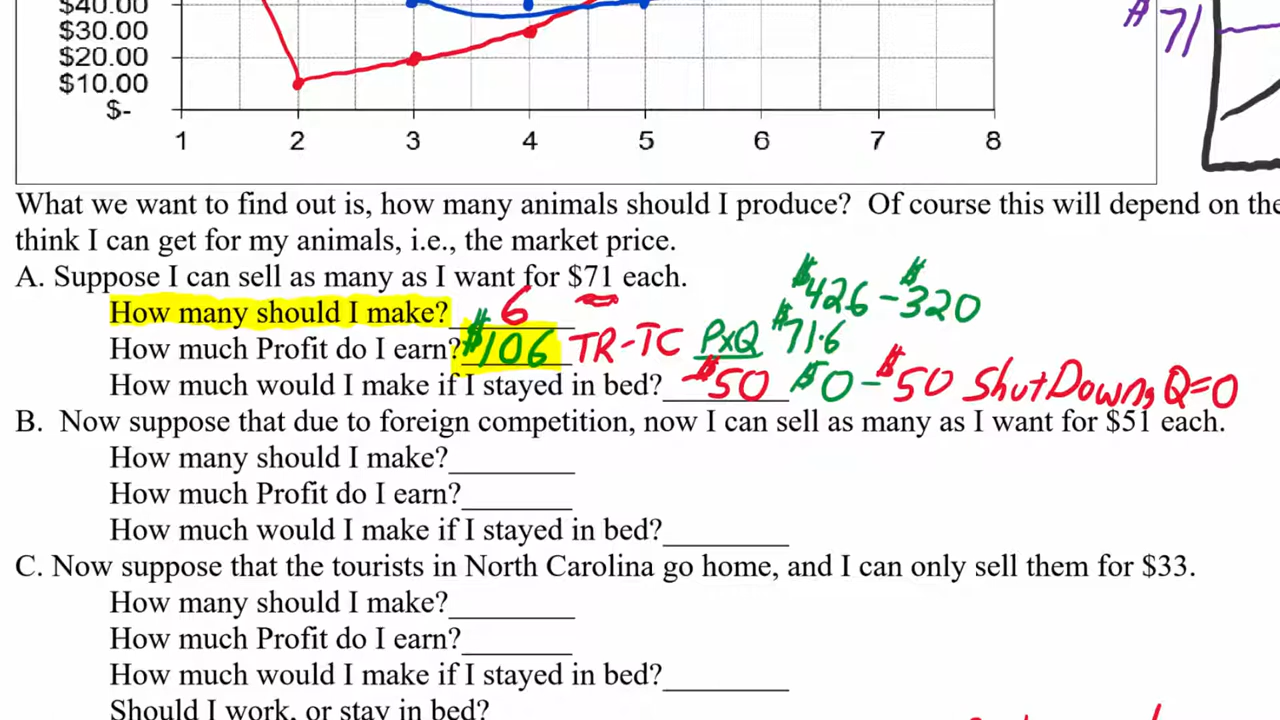 $40.00
$30.00
$20.00
$10.00
$-
1 2 3 4 5 6 7 8
$71
What we want to find out is, how many animals should I produce? Of course this will depend on the
think I can get for my animals, i.e., the market price.
A. Suppose I can sell as many as I want for $71 each.
$426 - $320
How many should I make? 6
How much Profit do I earn? $106 TR-TC PxQ $71·6
How much would I make if I stayed in bed? -$50 $0 - $50 Shut Down, Q=0
B. Now suppose that due to foreign competition, now I can sell as many as I want for $51 each.
How many should I make?________
How much Profit do I earn?_______
How much would I make if I stayed in bed?________
C. Now suppose that the tourists in North Carolina go home, and I can only sell them for $33.
How many should I make?________
How much Profit do I earn?_______
How much would I make if I stayed in bed?________
Should I work, or stay in bed?